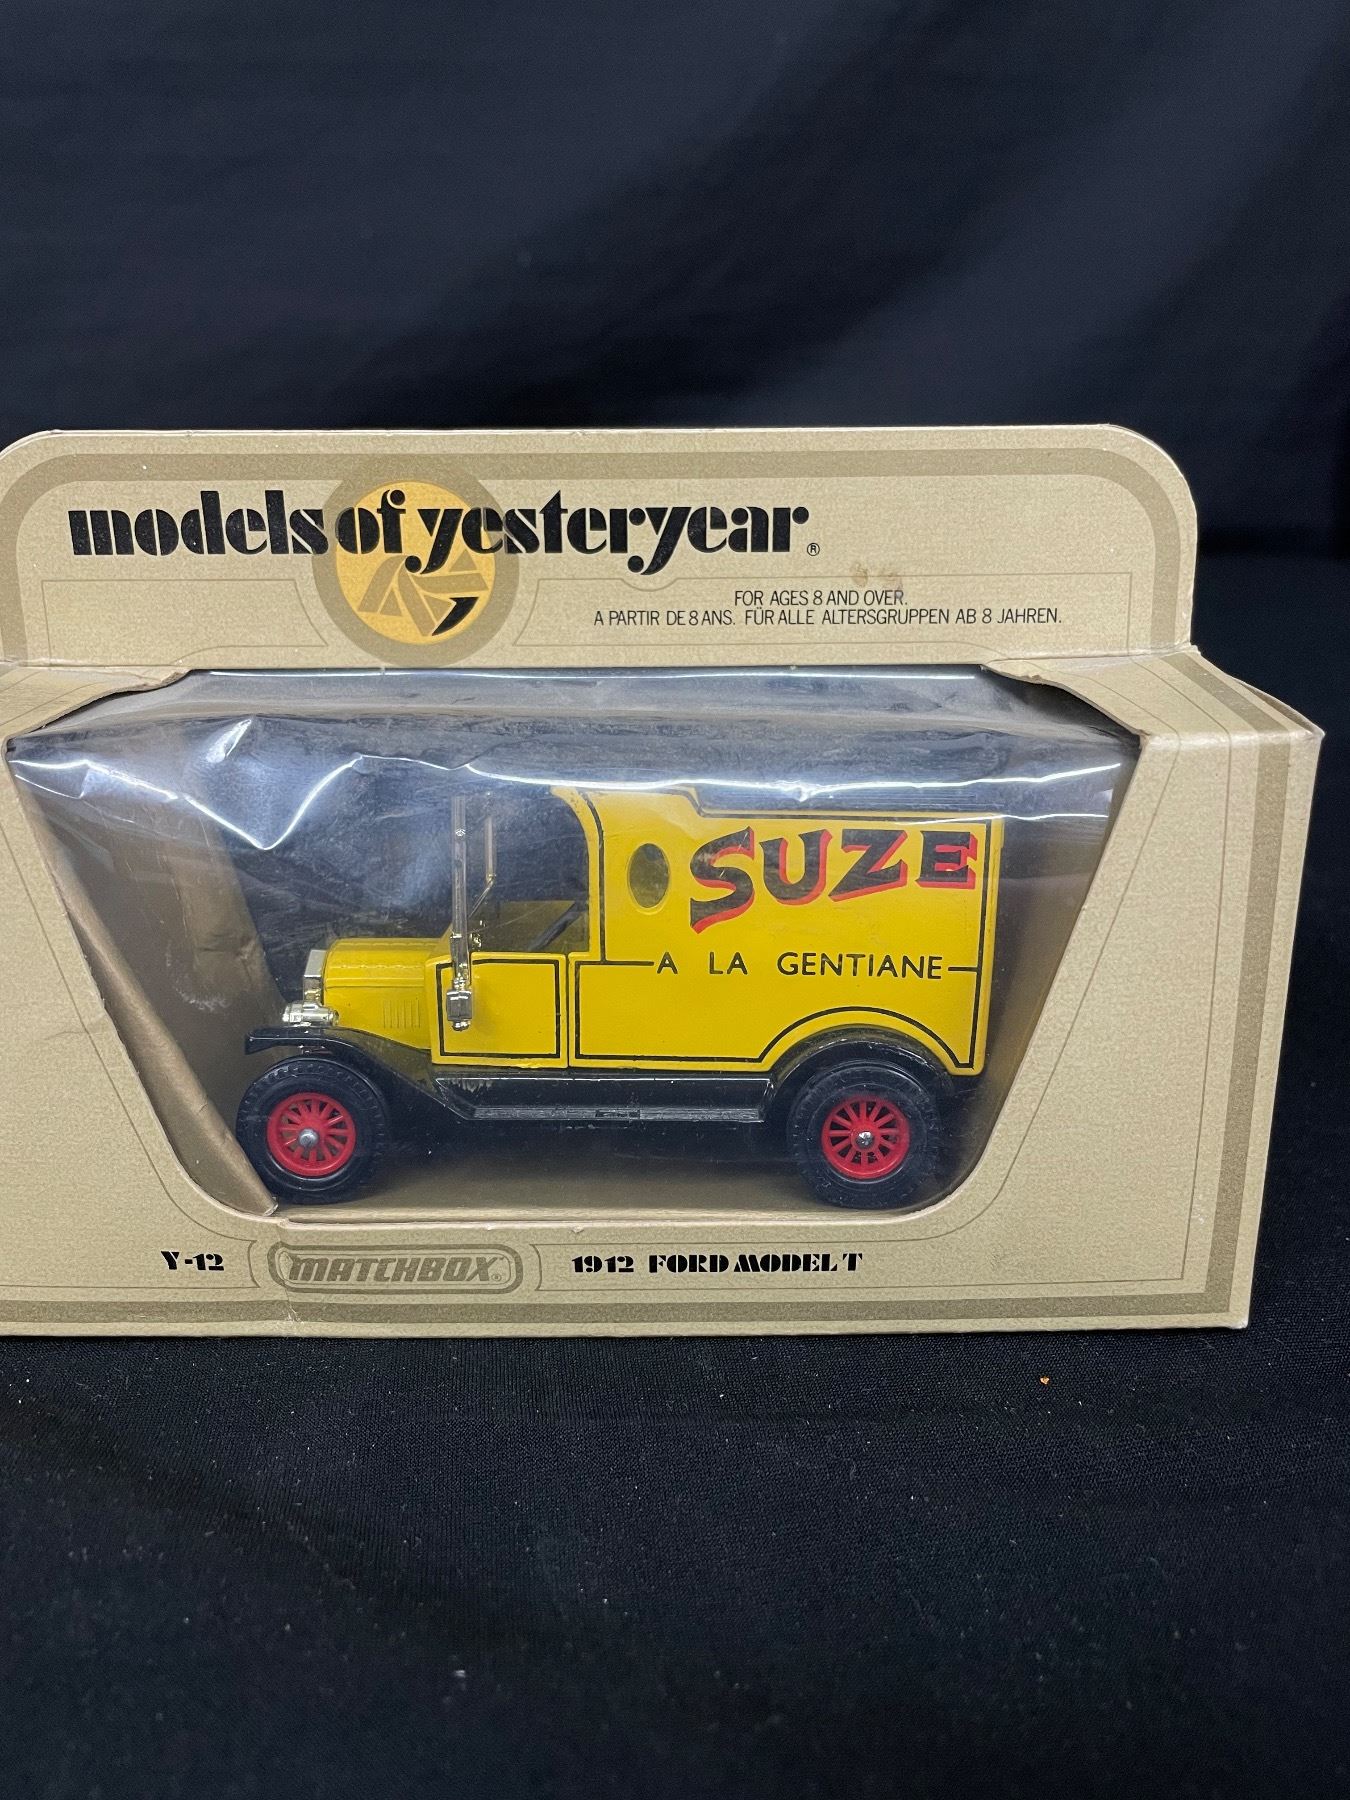 models of yesteryear®
FOR AGES 8 AND OVER.
A PARTIR DE 8 ANS. FÜR ALLE ALTERSGRUPPEN AB 8 JAHREN.
SUZE
A LA GENTIANE
Y-12 MATCHBOX® 1912 FORD MODEL T